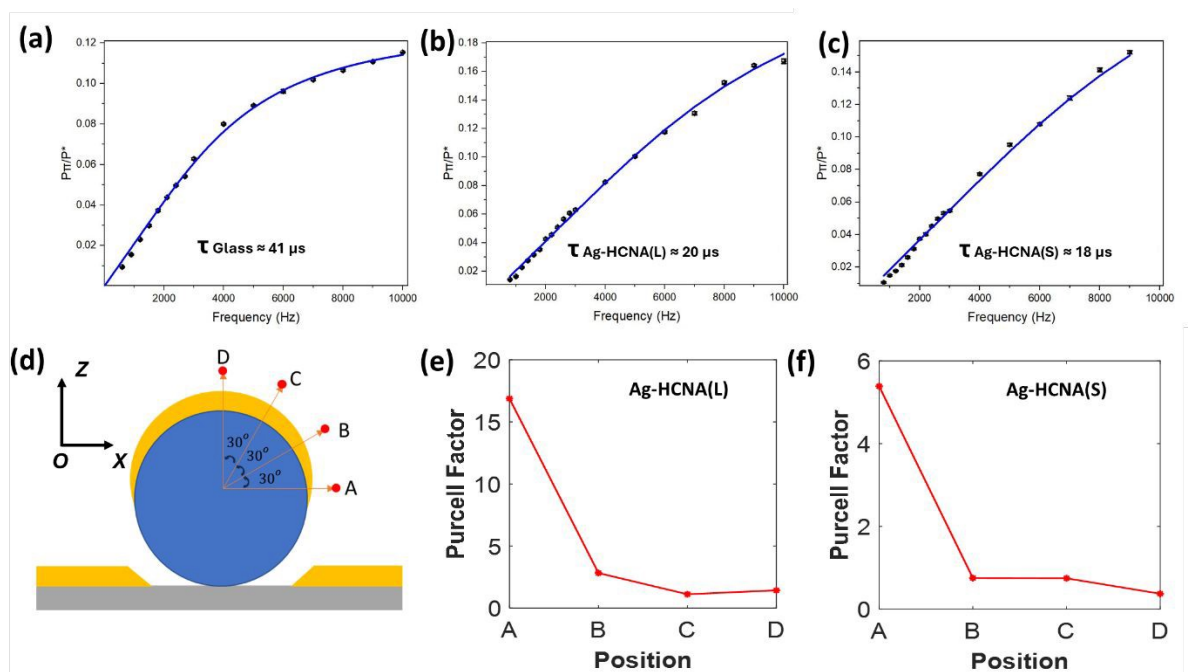 (a)
0.12
0.10
0.08
0.06
0.04
0.02
Pπ/P*
τ Glass ≈ 41 µs
2000 4000 6000 8000 10000
Frequency (Hz)
(b)
0.18
0.16
0.14
0.12
0.10
0.08
0.06
0.04
0.02
Pπ/P*
τ Ag-HCNA(L) ≈ 20 µs
2000 4000 6000 8000 10000
Frequency (Hz)
(c)
0.14
0.12
0.10
0.08
0.06
0.04
0.02
Pπ/P*
τ Ag-HCNA(S) ≈ 18 µs
2000 4000 6000 8000 10000
Frequency (Hz)
(d)
Z
O
X
D
C
B
A
30°
30°
30°
(e)
20
15
10
5
0
Purcell Factor
Ag-HCNA(L)
A B C D
Position
(f)
6
4
2
0
Purcell Factor
Ag-HCNA(S)
A B C D
Position